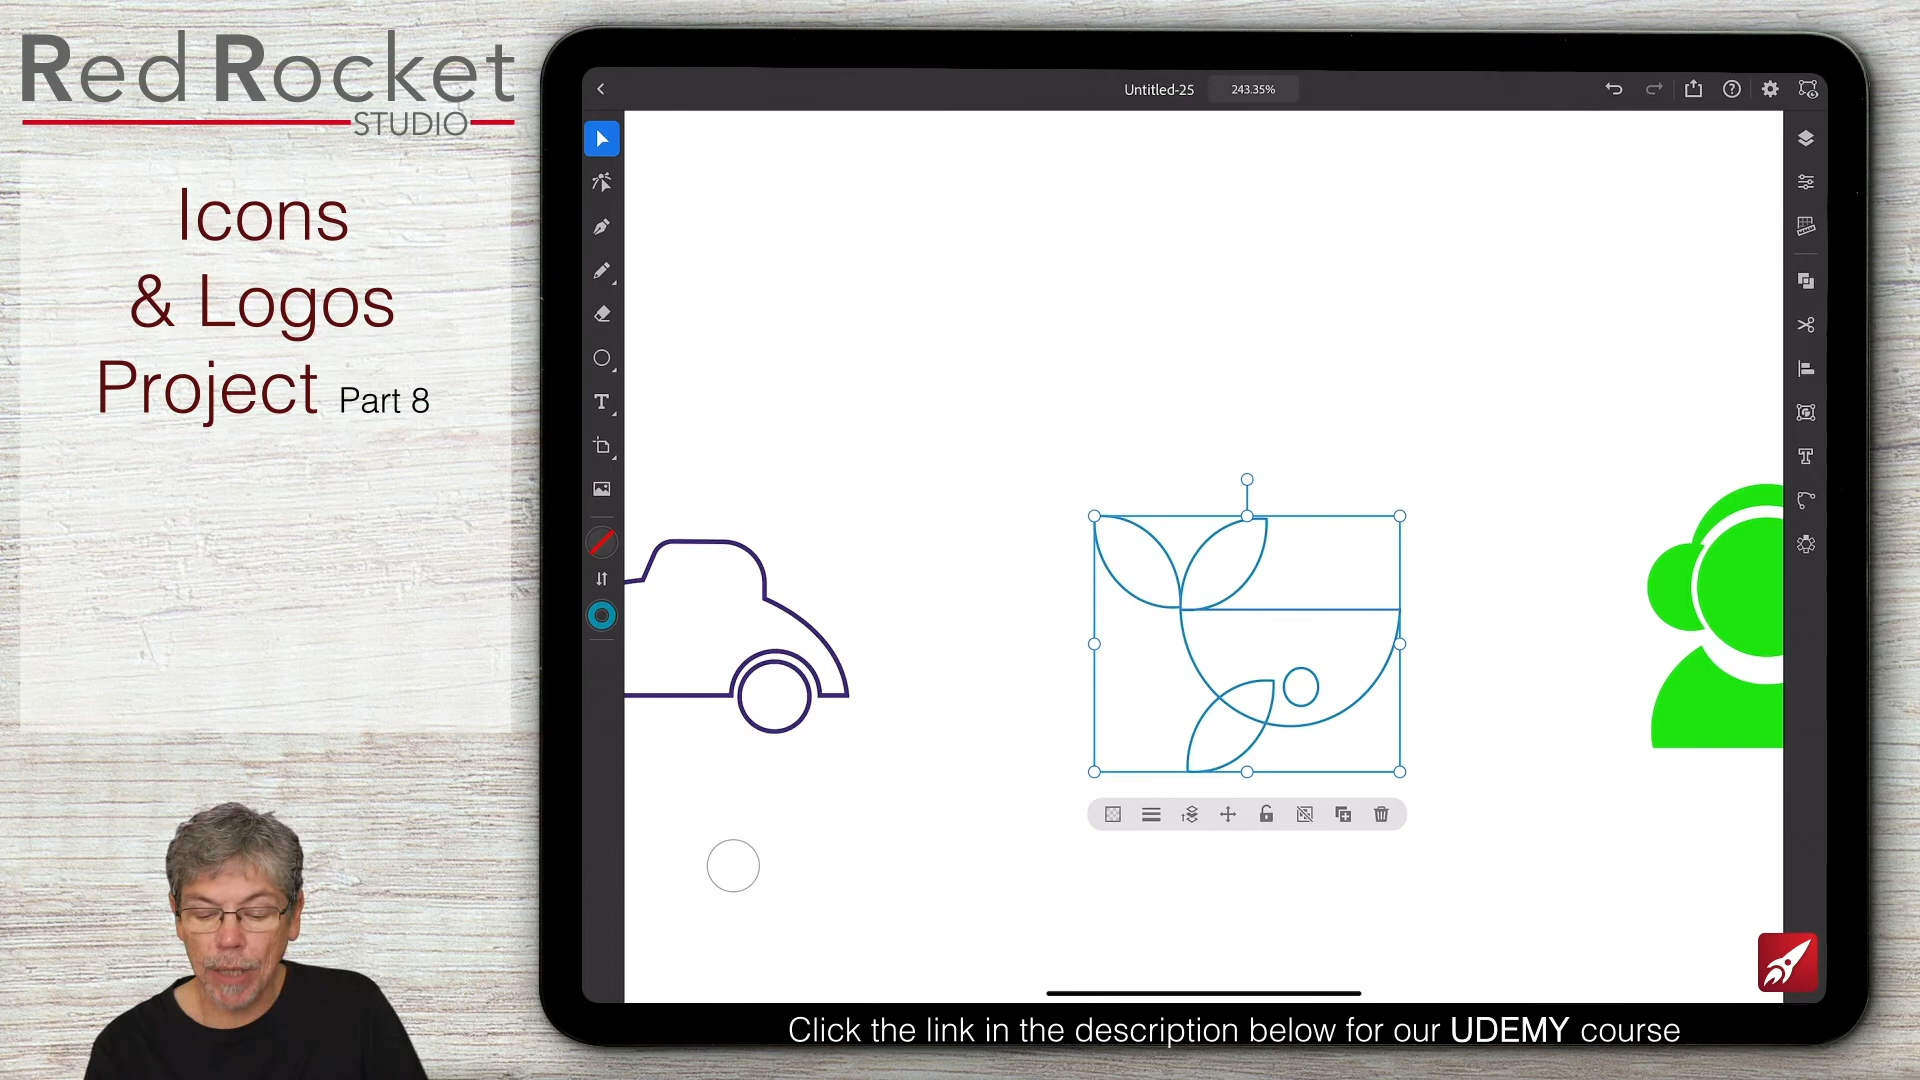 Red Rocket
STUDIO
Icons
& Logos
Project Part 8
Untitled-25
243.35%
Click the link in the description below for our UDEMY course